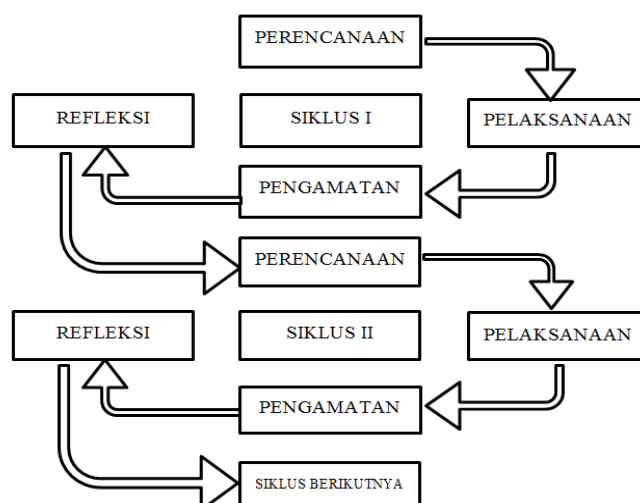 PERENCANAAN
REFLEKSI
SIKLUS I
PELAKSANAAN
PENGAMATAN
PERENCANAAN
REFLEKSI
SIKLUS II
PELAKSANAAN
PENGAMATAN
SIKLUS BERIKUTNYA